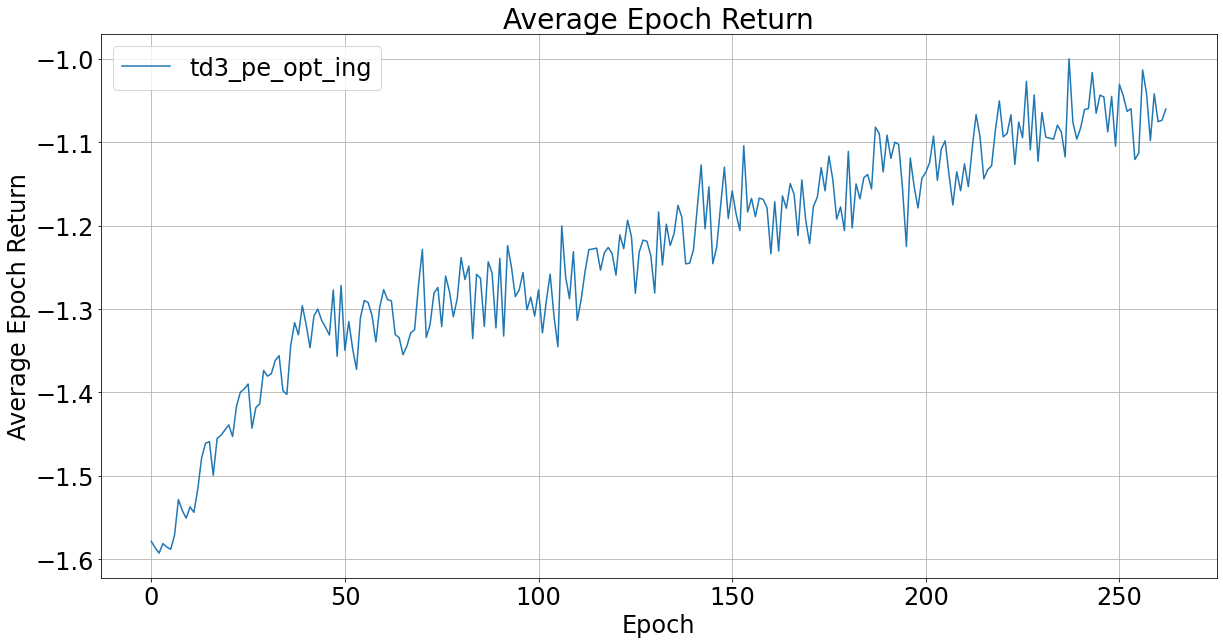 Average Epoch Return
td3_pe_opt_ing
Average Epoch Return
−1.0
−1.1
−1.2
−1.3
−1.4
−1.5
−1.6
0 50 100 150 200 250
Epoch